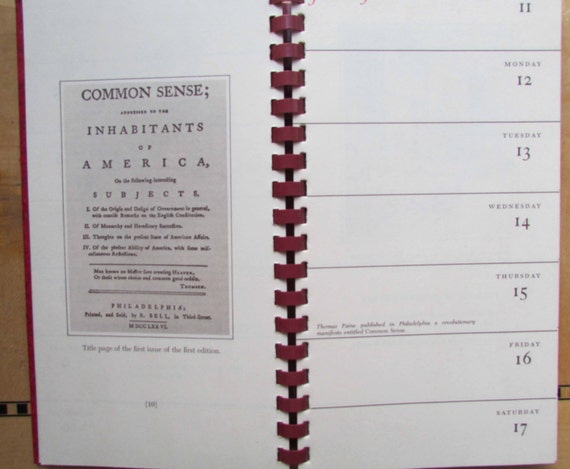 COMMON SENSE;
ADDRESSED TO THE
INHABITANTS
OF
AMERICA,
On the following interesting
SUBJECTS.
I. Of the Origin and Design of Government in general,
with concise Remarks on the English Constitution.
II. Of Monarchy and Hereditary Succession.
III. Thoughts on the present State of American Affairs.
IV. Of the present Ability of America, with some mis-
cellaneous Reflections.
Man knows no Master save creating HEAVEN,
Or those whom choice and common good ordain.
THOMSON.
PHILADELPHIA;
Printed, and Sold, by R. BELL, in Third-Street.
MDCCLXXVI.
Title page of the first issue of the first edition.
[10]
11
MONDAY
12
TUESDAY
13
WEDNESDAY
14
THURSDAY
15
Thomas Paine published in Philadelphia a revolutionary
manifesto entitled Common Sense.
FRIDAY
16
SATURDAY
17